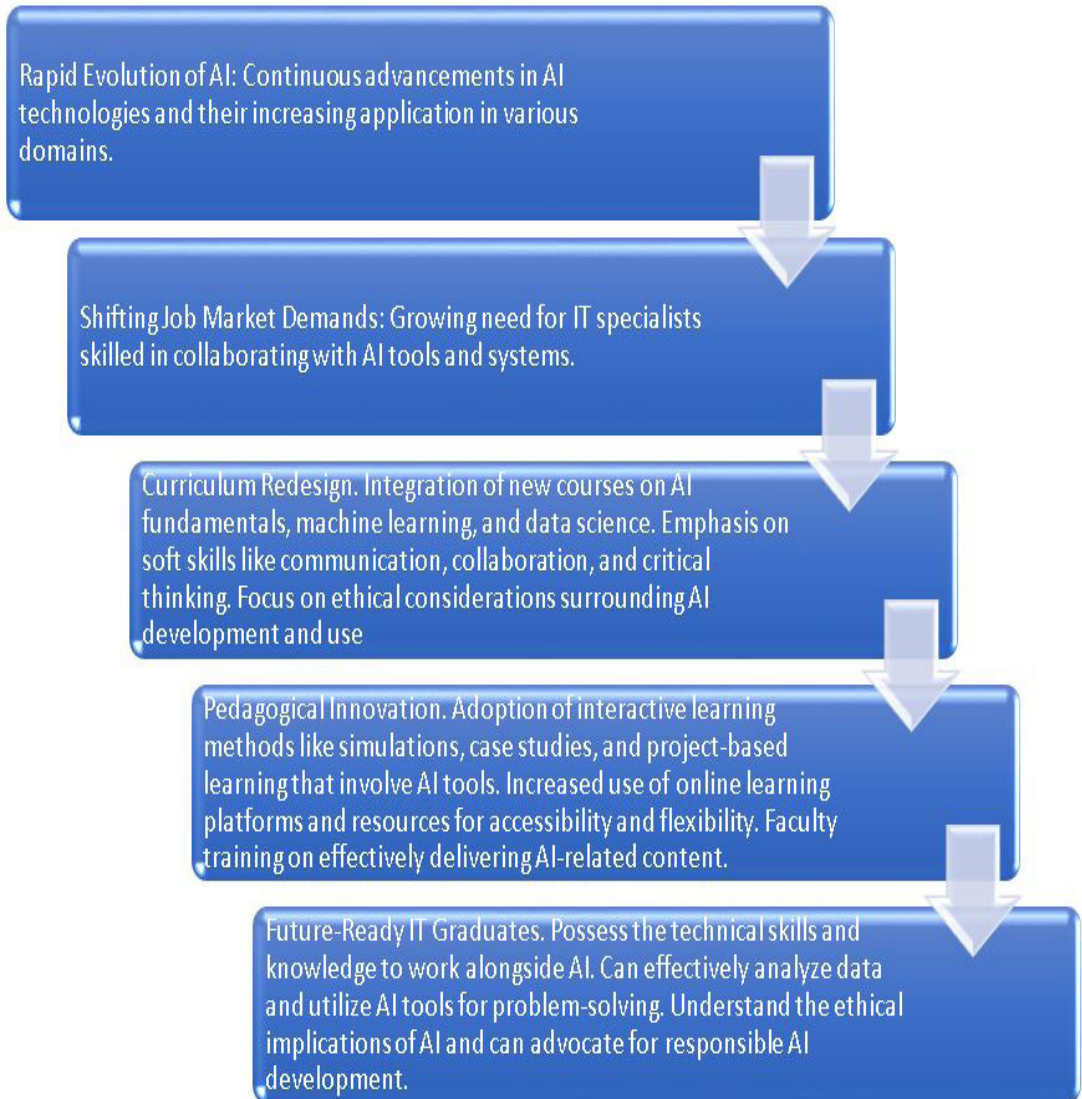 Rapid Evolution of AI: Continuous advancements in AI
technologies and their increasing application in various
domains.
Shifting Job Market Demands: Growing need for IT specialists
skilled in collaborating with AI tools and systems.
Curriculum Redesign. Integration of new courses on AI
fundamentals, machine learning, and data science. Emphasis on
soft skills like communication, collaboration, and critical
thinking. Focus on ethical considerations surrounding AI
development and use
Pedagogical Innovation. Adoption of interactive learning
methods like simulations, case studies, and project-based
learning that involve AI tools. Increased use of online learning
platforms and resources for accessibility and flexibility. Faculty
training on effectively delivering AI-related content.
Future-Ready IT Graduates. Possess the technical skills and
knowledge to work alongside AI. Can effectively analyze data
and utilize AI tools for problem-solving. Understand the ethical
implications of AI and can advocate for responsible AI
development.